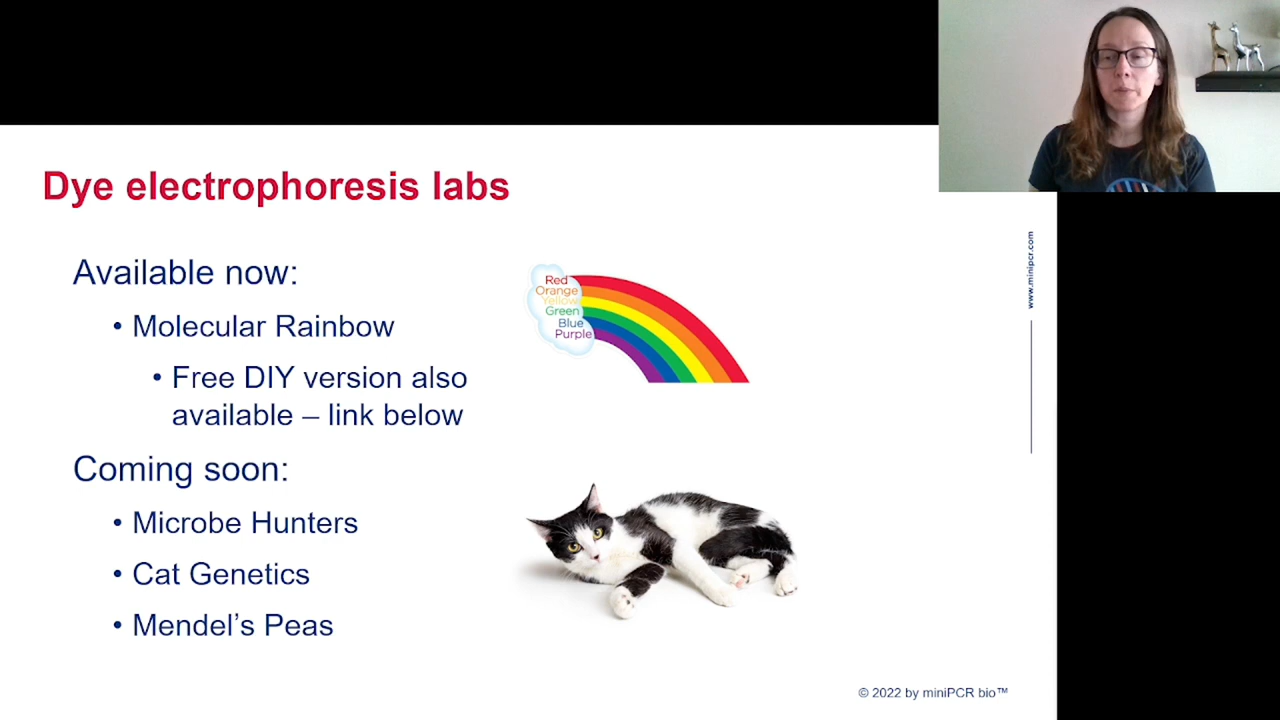 Dye electrophoresis labs
Available now:
• Molecular Rainbow
• Free DIY version also
available – link below
Coming soon:
• Microbe Hunters
• Cat Genetics
• Mendel’s Peas
Red
Orange
Yellow
Green
Blue
Purple
www.minipcr.com
© 2022 by miniPCR bio™